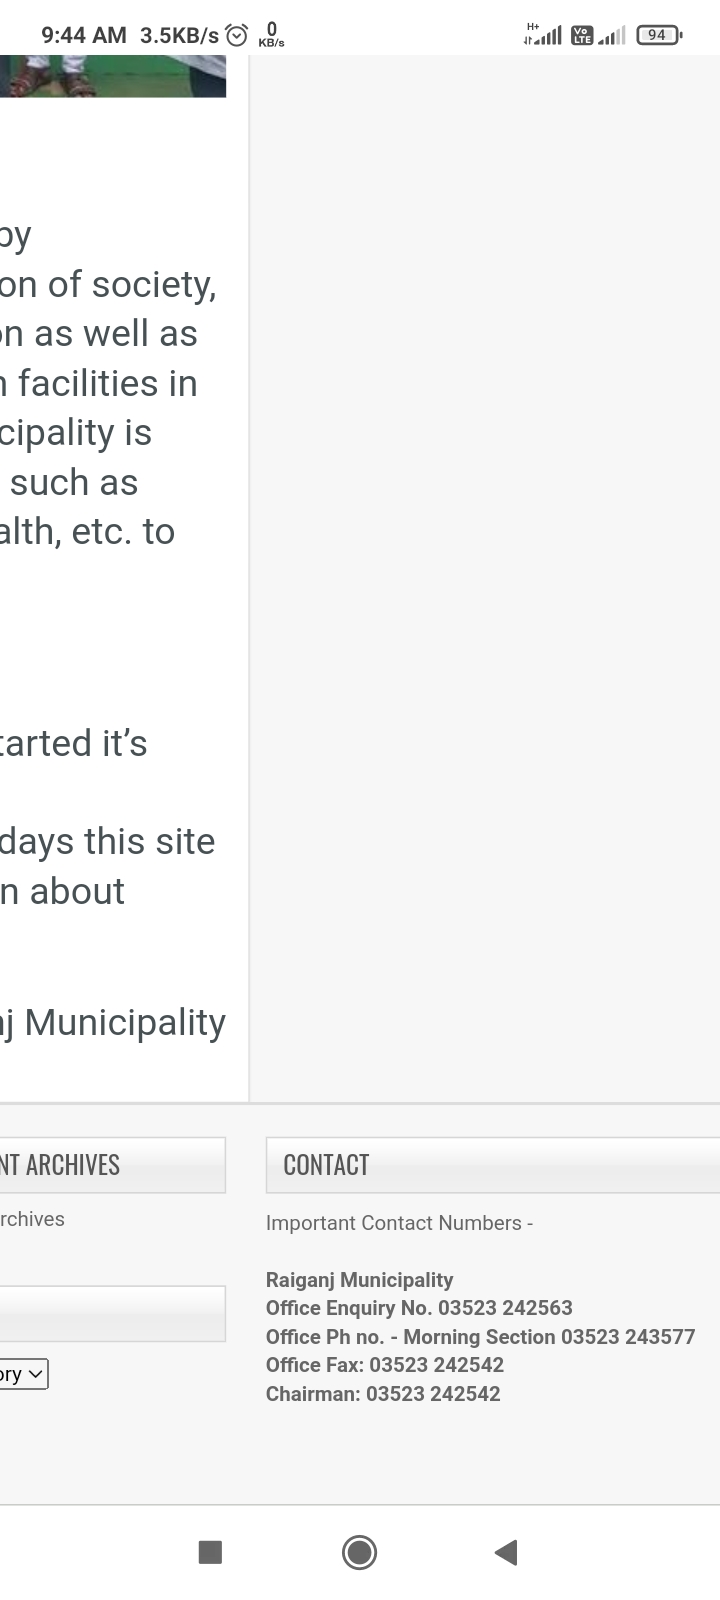 9:44 AM 3.5KB/s 0 KB/s H+ Vo LTE 94
by
on of society,
on as well as
facilities in
cipality is
such as
alth, etc. to
tarted it’s
days this site
n about
nj Municipality
NT ARCHIVES
rchives
ory
CONTACT
Important Contact Numbers -
Raiganj Municipality
Office Enquiry No. 03523 242563
Office Ph no. - Morning Section 03523 243577
Office Fax: 03523 242542
Chairman: 03523 242542